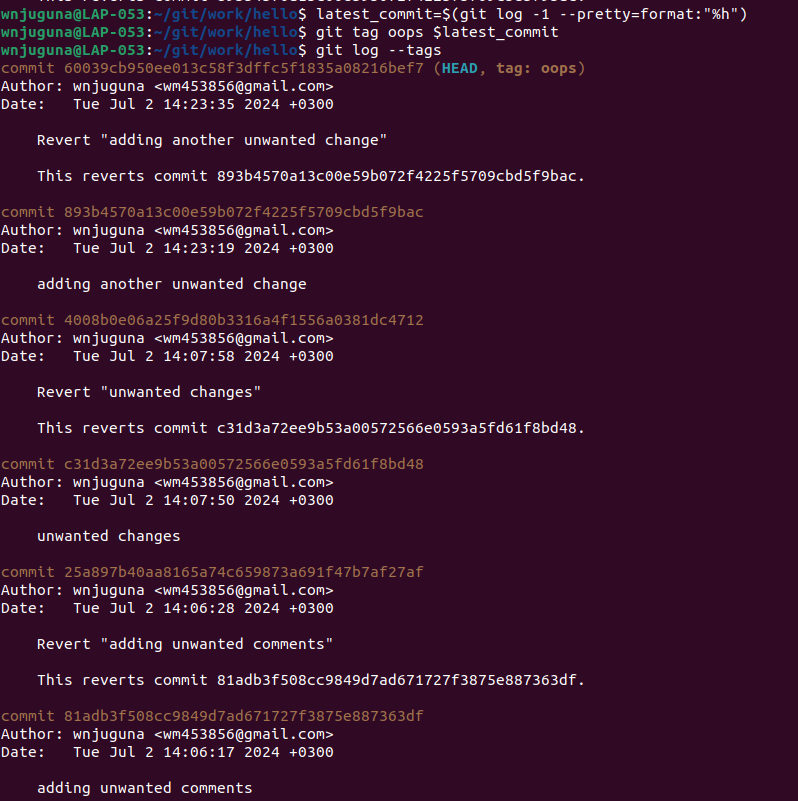 wnjuguna@LAP-053:~/git/work/hello$ latest_commit=$(git log -1 --pretty=format:"%h")
wnjuguna@LAP-053:~/git/work/hello$ git tag oops $latest_commit
wnjuguna@LAP-053:~/git/work/hello$ git log --tags
commit 60039cb950ee013c58f3dffc5f1835a08216bef7 (HEAD, tag: oops)
Author: wnjuguna <wm453856@gmail.com>
Date:   Tue Jul 2 14:23:35 2024 +0300
    Revert "adding another unwanted change"
    This reverts commit 893b4570a13c00e59b072f4225f5709cbd5f9bac.
commit 893b4570a13c00e59b072f4225f5709cbd5f9bac
Author: wnjuguna <wm453856@gmail.com>
Date:   Tue Jul 2 14:23:19 2024 +0300
    adding another unwanted change
commit 4008b0e06a25f9d80b3316a4f1556a0381dc4712
Author: wnjuguna <wm453856@gmail.com>
Date:   Tue Jul 2 14:07:58 2024 +0300
    Revert "unwanted changes"
    This reverts commit c31d3a72ee9b53a00572566e0593a5fd61f8bd48.
commit c31d3a72ee9b53a00572566e0593a5fd61f8bd48
Author: wnjuguna <wm453856@gmail.com>
Date:   Tue Jul 2 14:07:50 2024 +0300
    unwanted changes
commit 25a897b40aa8165a74c659873a691f47b7af27af
Author: wnjuguna <wm453856@gmail.com>
Date:   Tue Jul 2 14:06:28 2024 +0300
    Revert "adding unwanted comments"
    This reverts commit 81adb3f508cc9849d7ad671727f3875e887363df.
commit 81adb3f508cc9849d7ad671727f3875e887363df
Author: wnjuguna <wm453856@gmail.com>
Date:   Tue Jul 2 14:06:17 2024 +0300
    adding unwanted comments